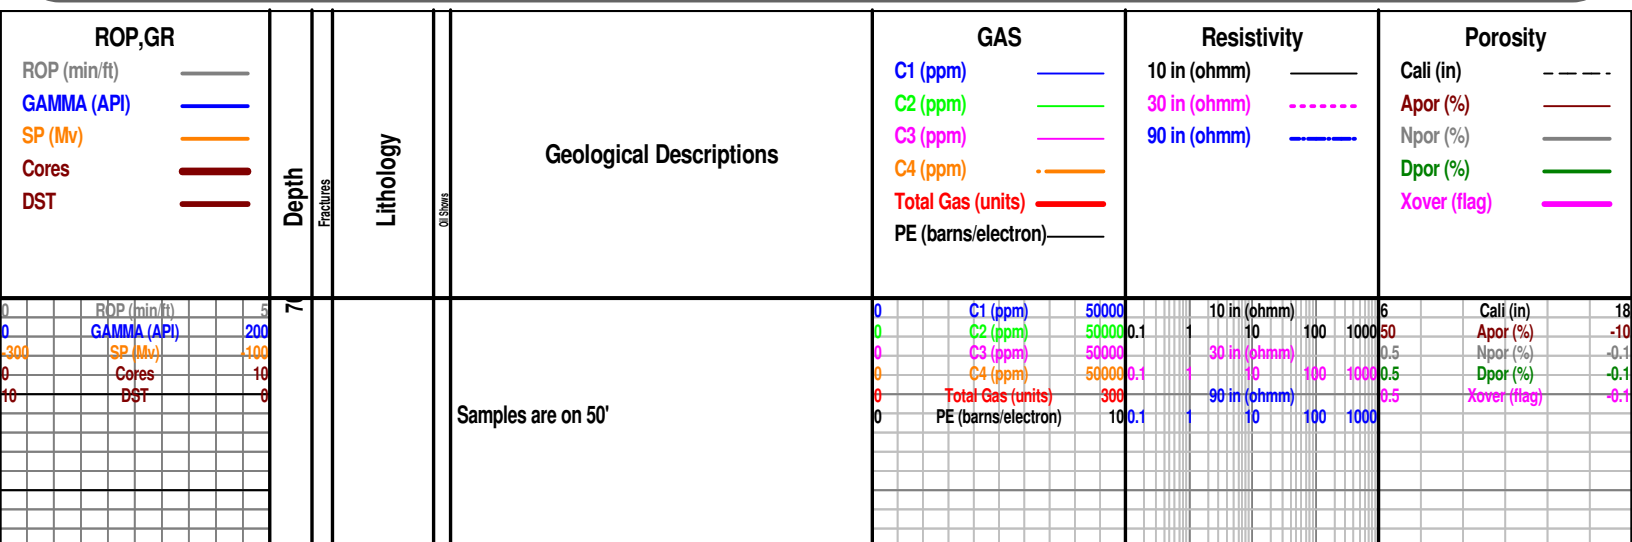 ROP,GR
ROP (min/ft)
GAMMA (API)
SP (Mv)
Cores
DST
Depth
Fractures
Lithology
Oil Shows
Geological Descriptions
GAS
C1 (ppm)
C2 (ppm)
C3 (ppm)
C4 (ppm)
Total Gas (units)
PE (barns/electron)
Resistivity
10 in (ohmm)
30 in (ohmm)
90 in (ohmm)
Porosity
Cali (in)
Apor (%)
Npor (%)
Dpor (%)
Xover (flag)
0 ROP (min/ft) 5
0 GAMMA (API) 200
-300 SP (Mv) -100
0 Cores 10
10 DST 0
Samples are on 50'
0 C1 (ppm) 50000
0 C2 (ppm) 50000
0 C3 (ppm) 50000
0 C4 (ppm) 50000
0 Total Gas (units) 300
0 PE (barns/electron) 10
10 in (ohmm)
0.1 1 10 100 1000
30 in (ohmm)
0.1 1 10 100 1000
90 in (ohmm)
0.1 1 10 100 1000
6 Cali (in) 18
50 Apor (%) -10
0.5 Npor (%) -0.1
0.5 Dpor (%) -0.1
0.5 Xover (flag) -0.1